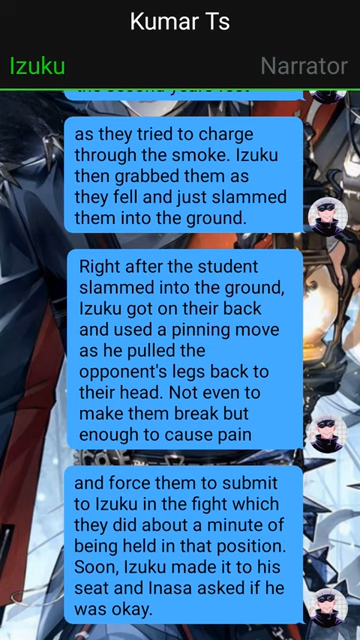 Kumar Ts
Izuku
Narrator
as they tried to charge
through the smoke. Izuku
then grabbed them as
they fell and just slammed
them into the ground.
Right after the student
slammed into the ground,
Izuku got on their back
and used a pinning move
as he pulled the
opponent's legs back to
their head. Not even to
make them break but
enough to cause pain
and force them to submit
to Izuku in the fight which
they did about a minute of
being held in that position.
Soon, Izuku made it to his
seat and Inasa asked if he
was okay.